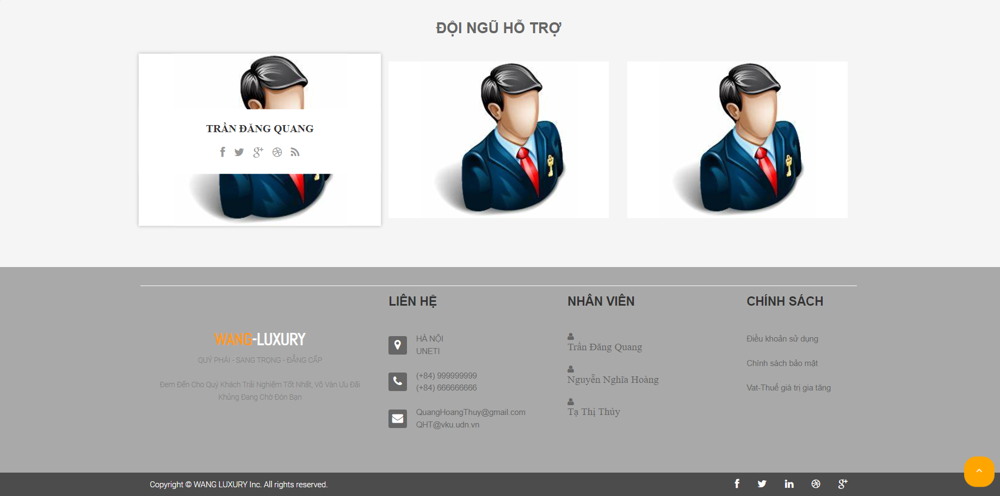 ĐỘI NGŨ HỖ TRỢ
TRẦN ĐĂNG QUANG
WANG-LUXURY
QUÝ PHÁI - SANG TRỌNG - ĐẲNG CẤP
Đem Đến Cho Quý Khách Trải Nghiệm Tốt Nhất, Vô Vàn Ưu Đãi
Khủng Đang Chờ Đón Bạn
LIÊN HỆ
HÀ NỘI
UNETI
(+84) 999999999
(+84) 666666666
QuangHoangThuy@gmail.com
QHT@vku.udn.vn
NHÂN VIÊN
Trần Đăng Quang
Nguyễn Nghĩa Hoàng
Tạ Thị Thúy
CHÍNH SÁCH
Điều khoản sử dụng
Chính sách bảo mật
Vat-Thuế giá trị gia tăng
Copyright © WANG LUXURY Inc. All rights reserved.